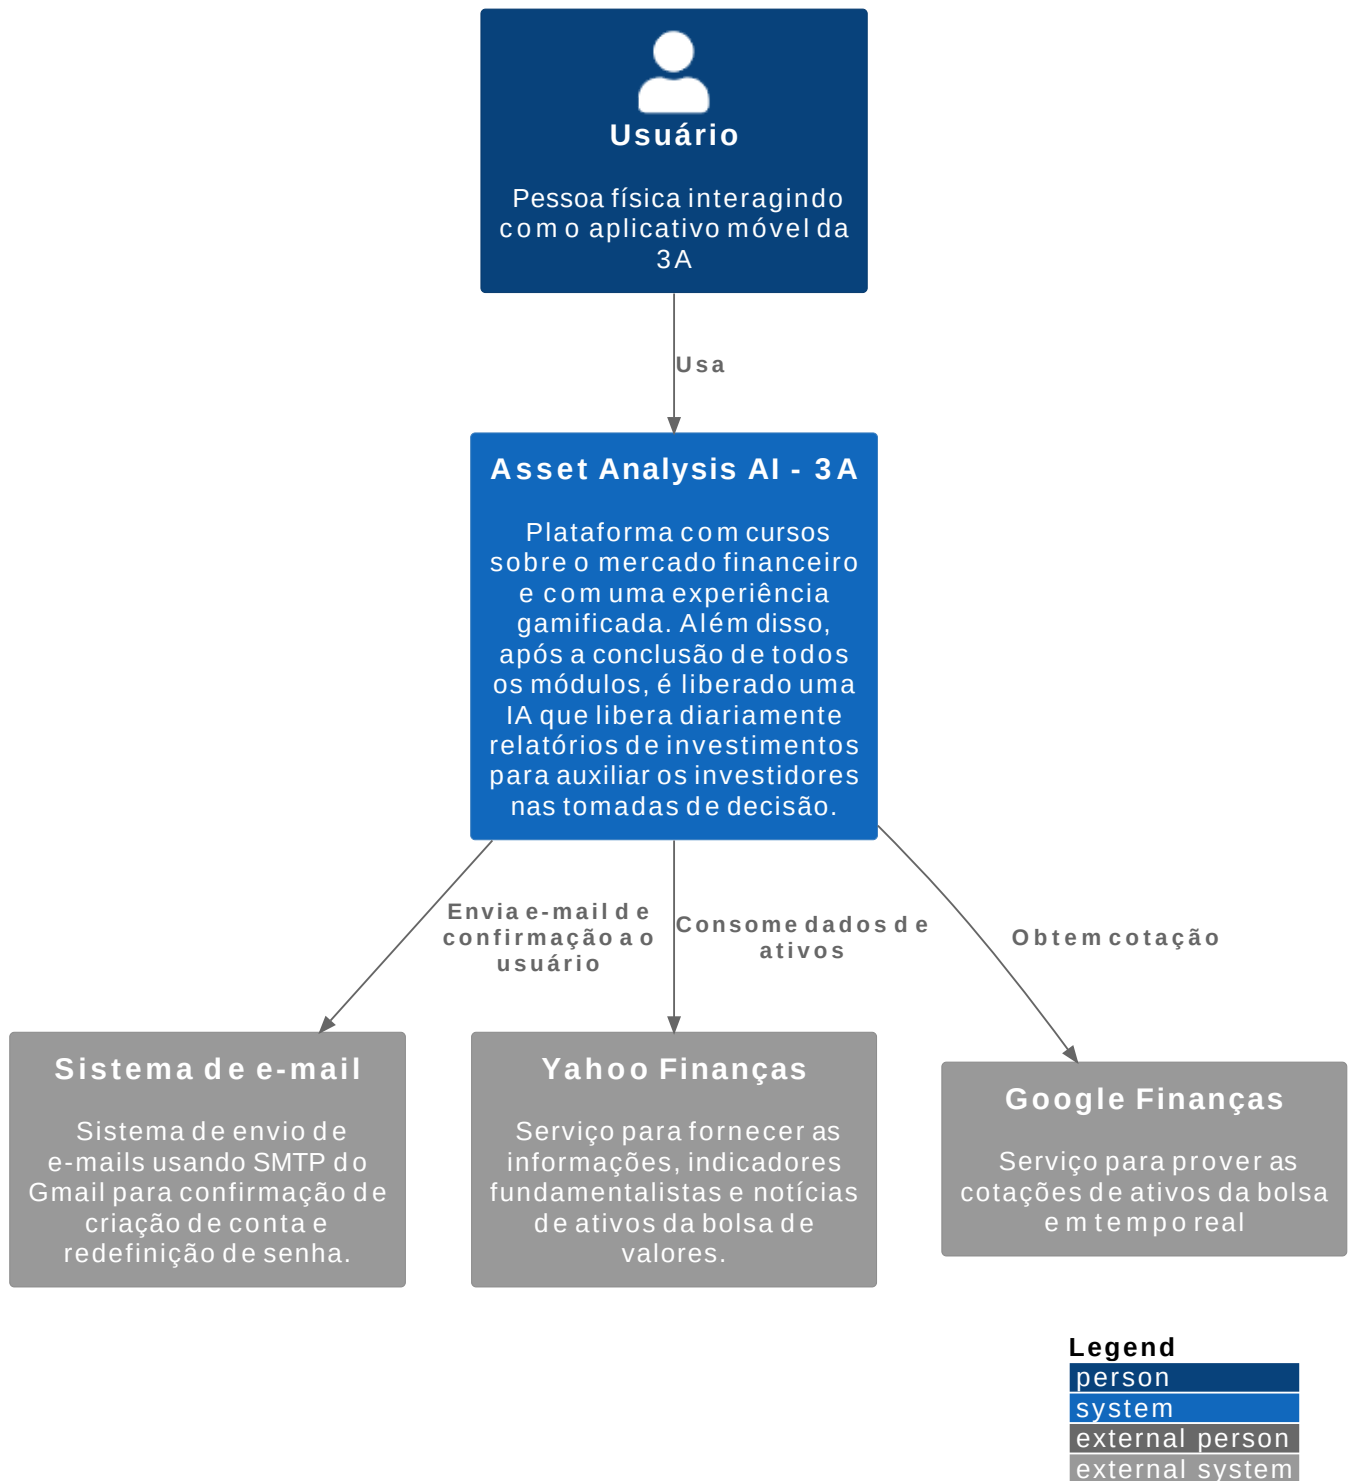 Usuário
Pessoa física interagindo
com o aplicativo móvel da
3A
Usa
Asset Analysis AI - 3A
Plataforma com cursos
sobre o mercado financeiro
e com uma experiência
gamificada. Além disso,
após a conclusão de todos
os módulos, é liberado uma
IA que libera diariamente
relatórios de investimentos
para auxiliar os investidores
nas tomadas de decisão.
Envia e-mail de
confirmação ao
usuário
Consome dados de
ativos
Obtem cotação
Sistema de e-mail
Sistema de envio de
e-mails usando SMTP do
Gmail para confirmação de
criação de conta e
redefinição de senha.
Yahoo Finanças
Serviço para fornecer as
informações, indicadores
fundamentalistas e notícias
de ativos da bolsa de
valores.
Google Finanças
Serviço para prover as
cotações de ativos da bolsa
em tempo real
Legend
person
system
external person
external system